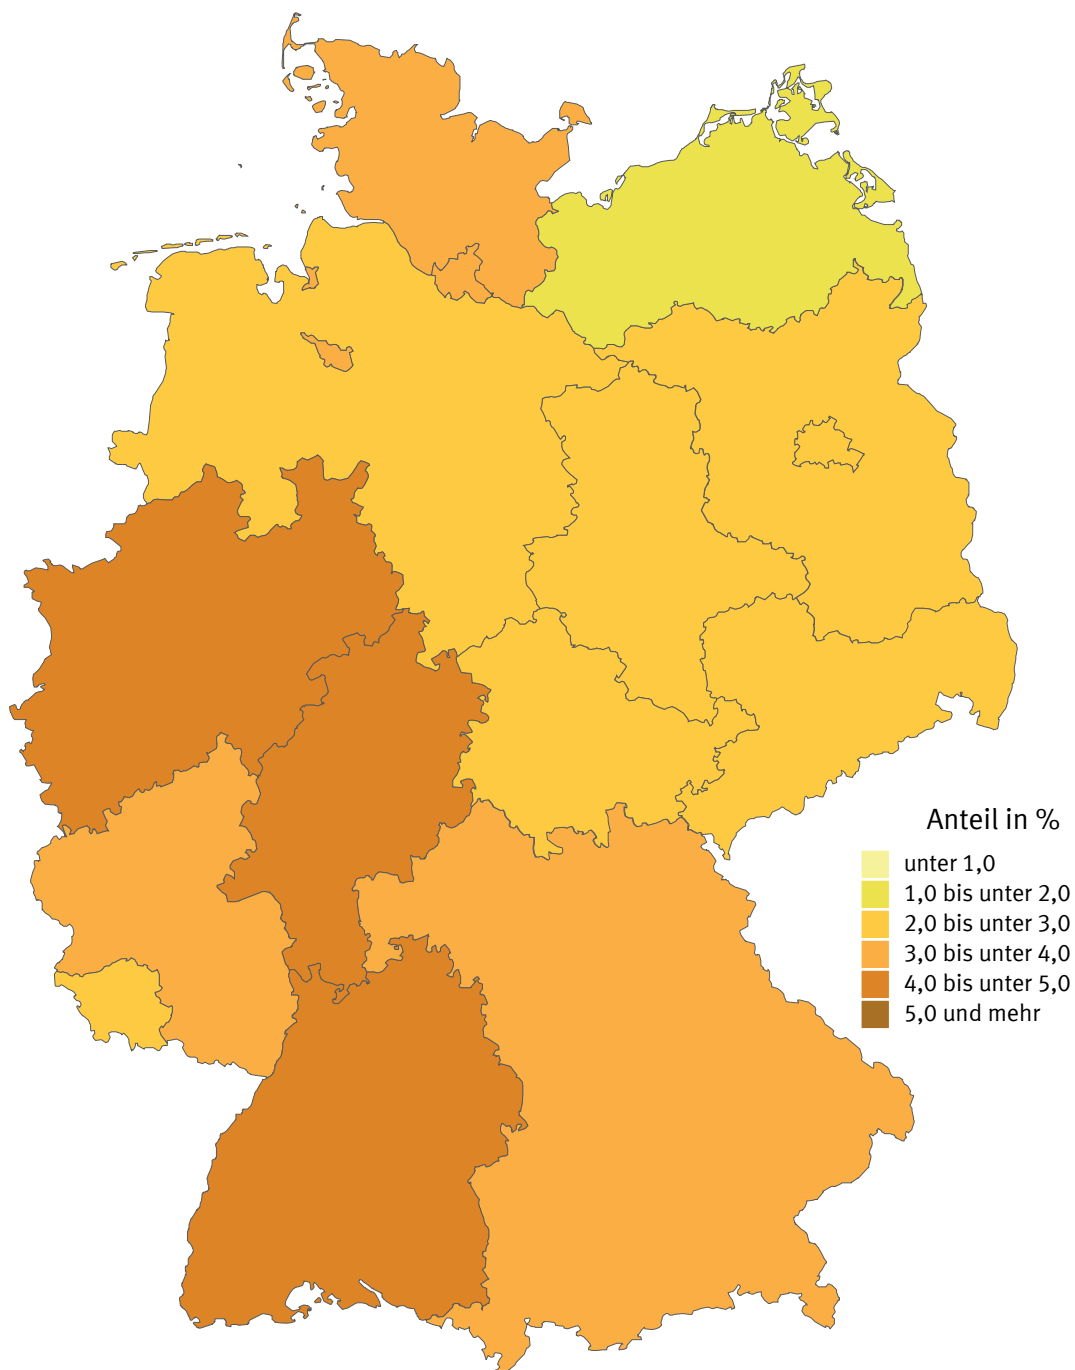 Anteil in %
unter 1,0
1,0 bis unter 2,0
2,0 bis unter 3,0
3,0 bis unter 4,0
4,0 bis unter 5,0
5,0 und mehr